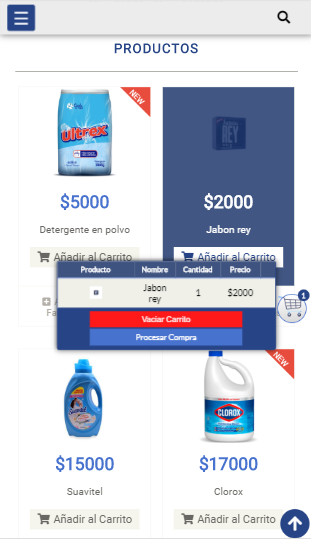 PRODUCTOS
NEW
ultrex
REY
$5000
$2000
Detergente en polvo
Jabon rey
Añadir al Carrito
Añadir al Carrito
Producto Nombre Cantidad Precio
Jabon
rey
1
$2000
Vaciar Carrito
Procesar Compra
1
A
Fa
NEW
Suavitel
CLOROX
$15000
$17000
Suavitel
Clorox
Añadir al Carrito
Añadir al Carrito